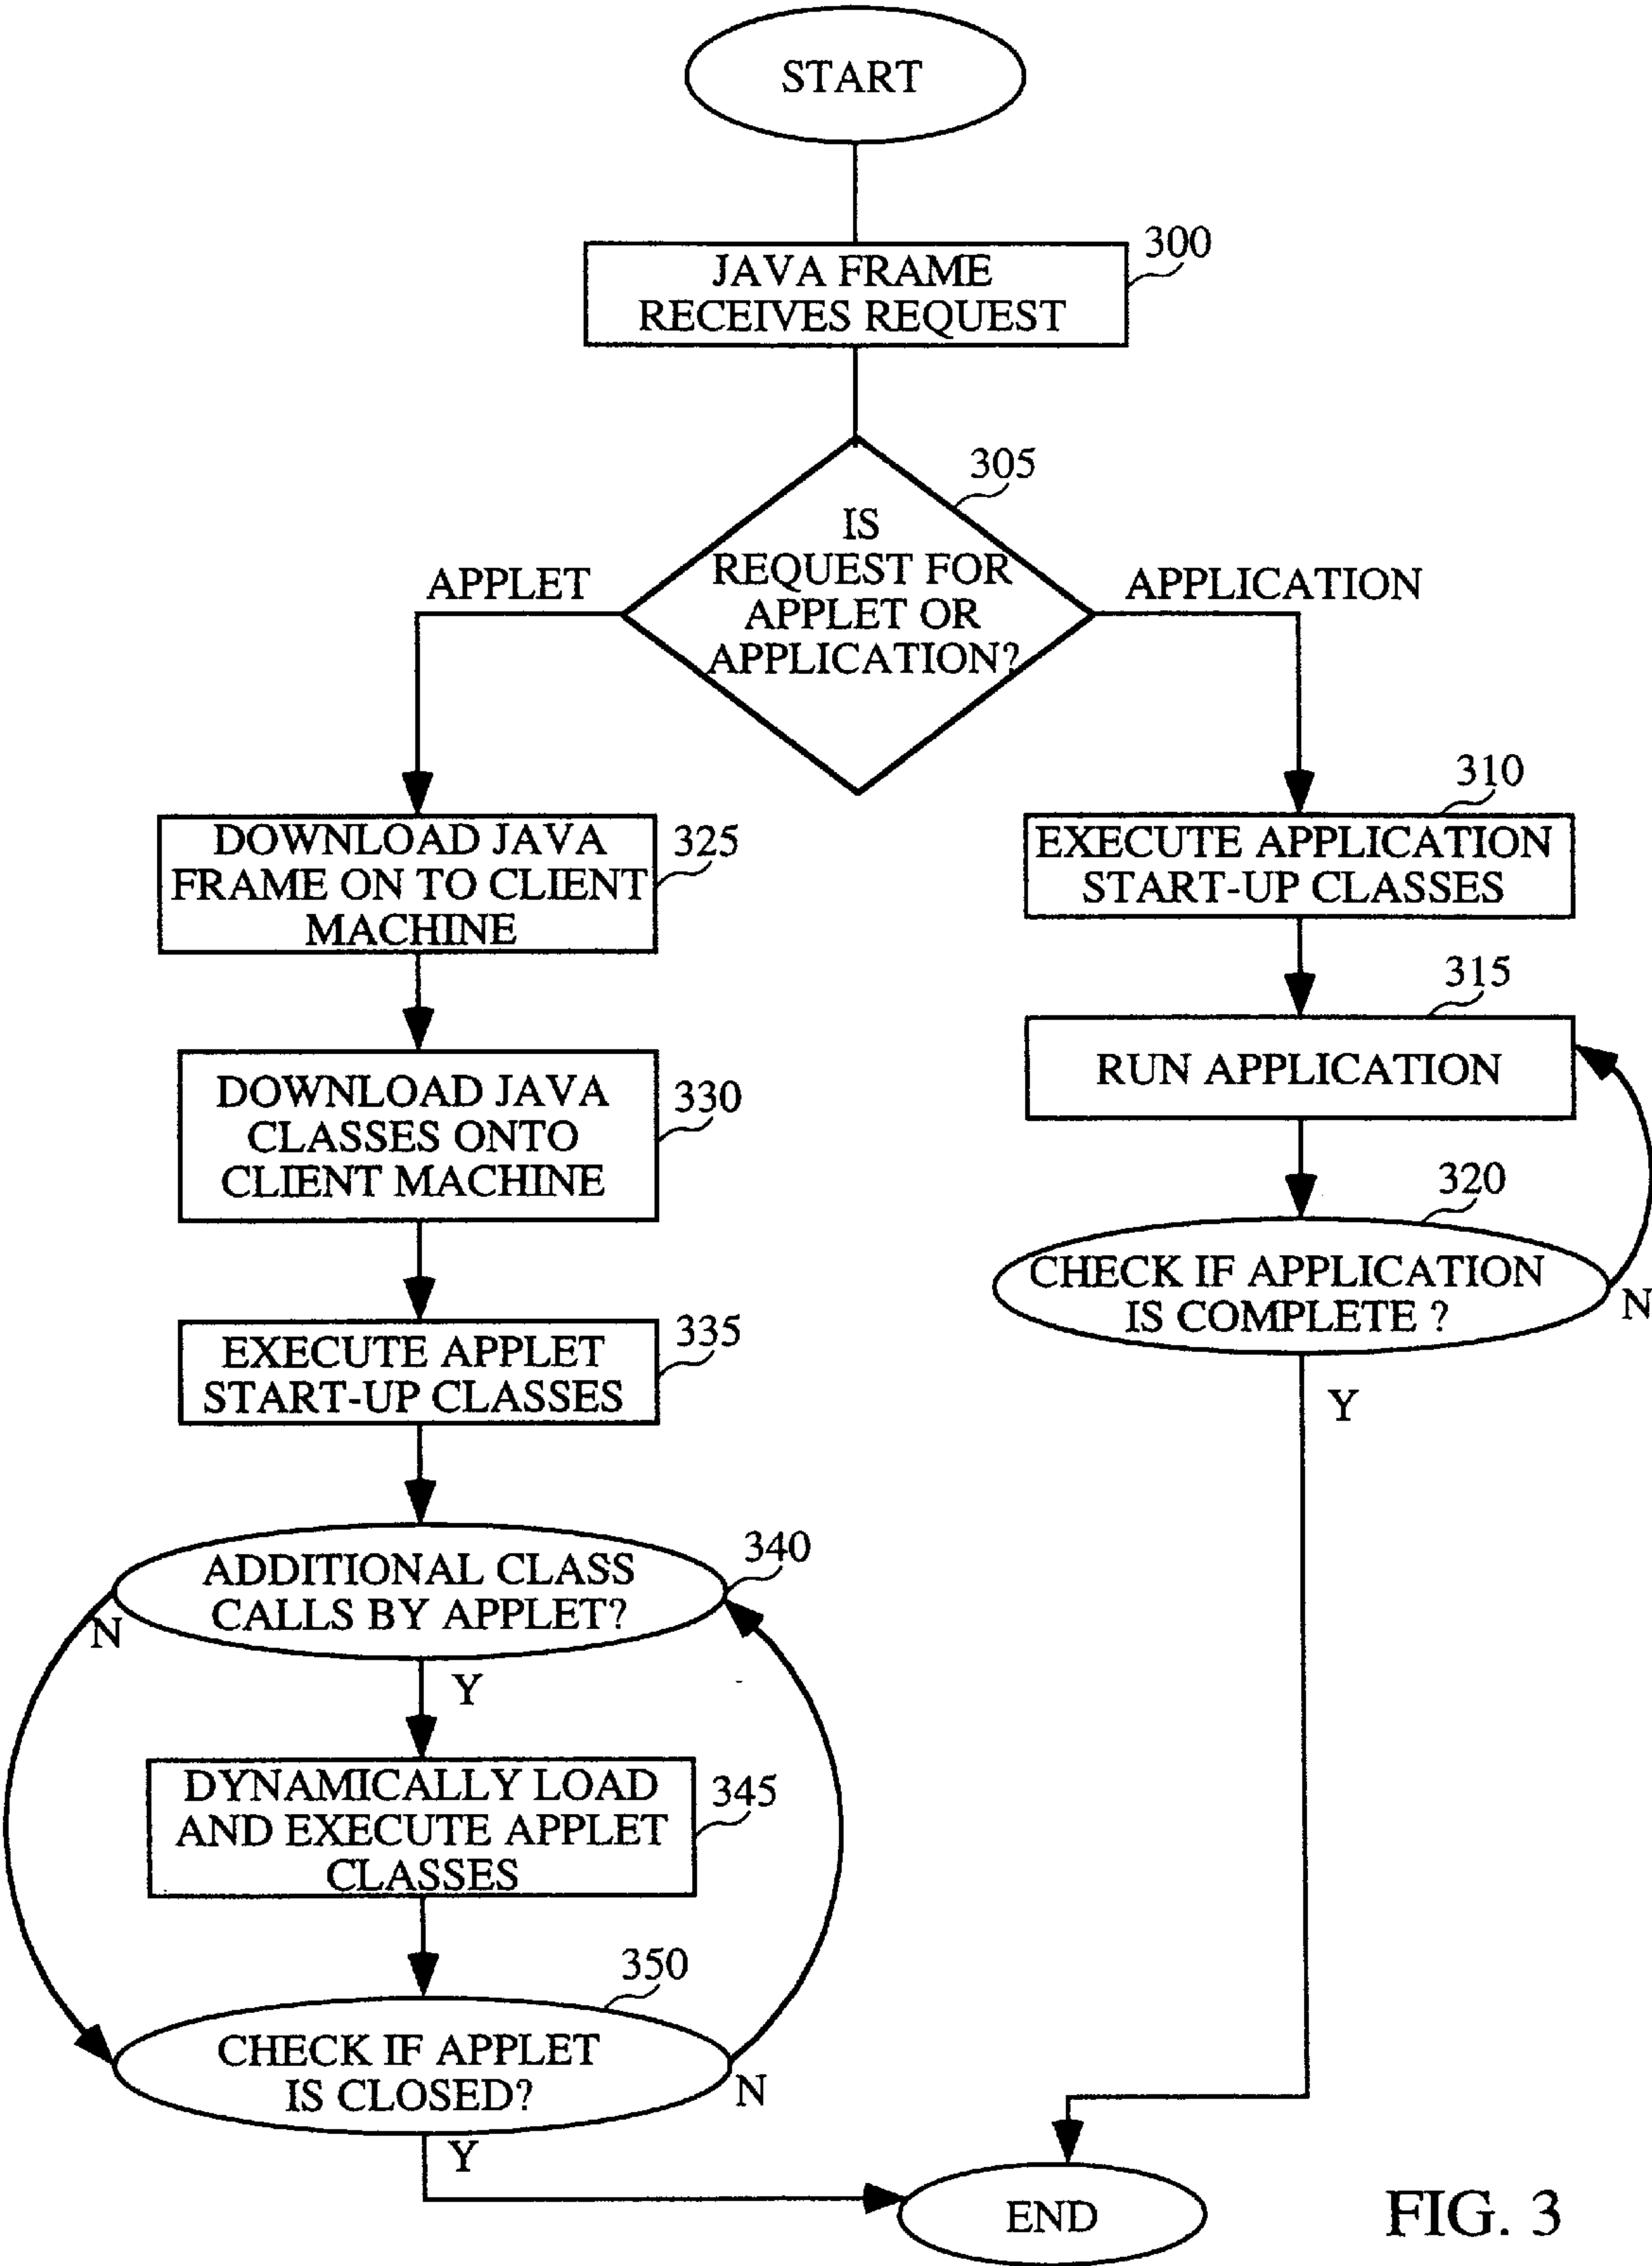 START
300
JAVA FRAME
RECEIVES REQUEST
305
IS
REQUEST FOR
APPLET OR
APPLICATION?
APPLET
APPLICATION
325
DOWNLOAD JAVA
FRAME ON TO CLIENT
MACHINE
330
DOWNLOAD JAVA
CLASSES ONTO
CLIENT MACHINE
335
EXECUTE APPLET
START-UP CLASSES
340
ADDITIONAL CLASS
CALLS BY APPLET?
N
Y
345
DYNAMICALLY LOAD
AND EXECUTE APPLET
CLASSES
350
CHECK IF APPLET
IS CLOSED?
N
Y
310
EXECUTE APPLICATION
START-UP CLASSES
315
RUN APPLICATION
320
CHECK IF APPLICATION
IS COMPLETE ?
N
Y
END
FIG. 3